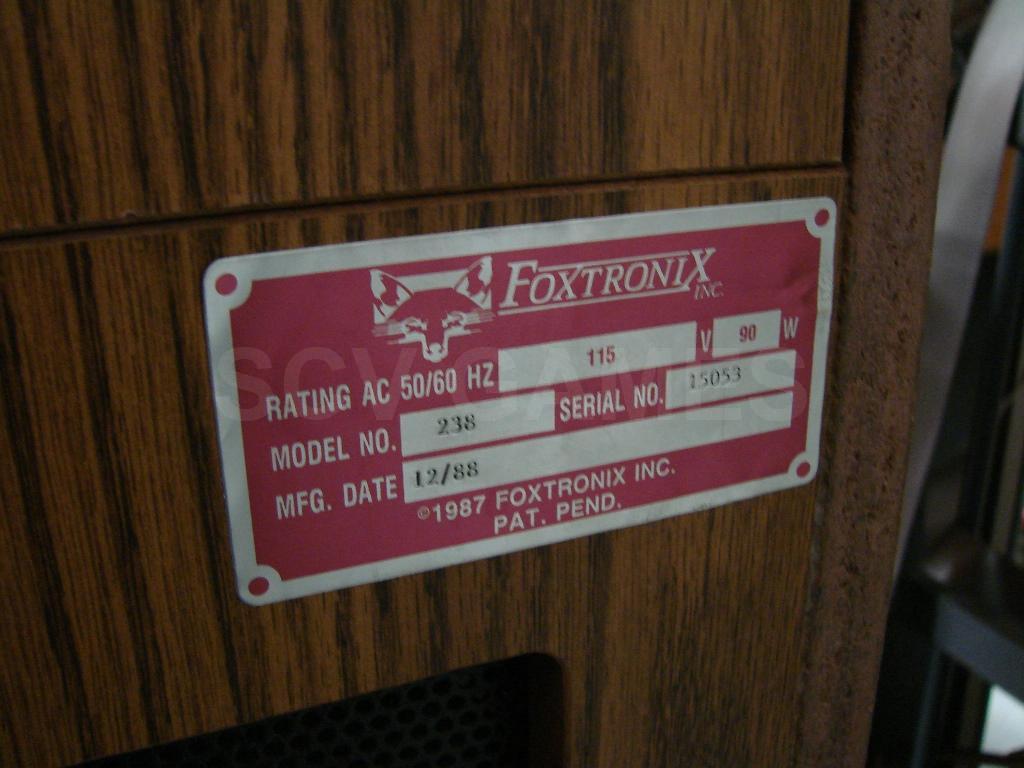 FOXTRONIX
INC.
RATING AC 50/60 HZ 115 V 90 W
MODEL NO. 238 SERIAL NO. 15053
MFG. DATE 12/88
©1987 FOXTRONIX INC.
PAT. PEND.
SCV GAMES